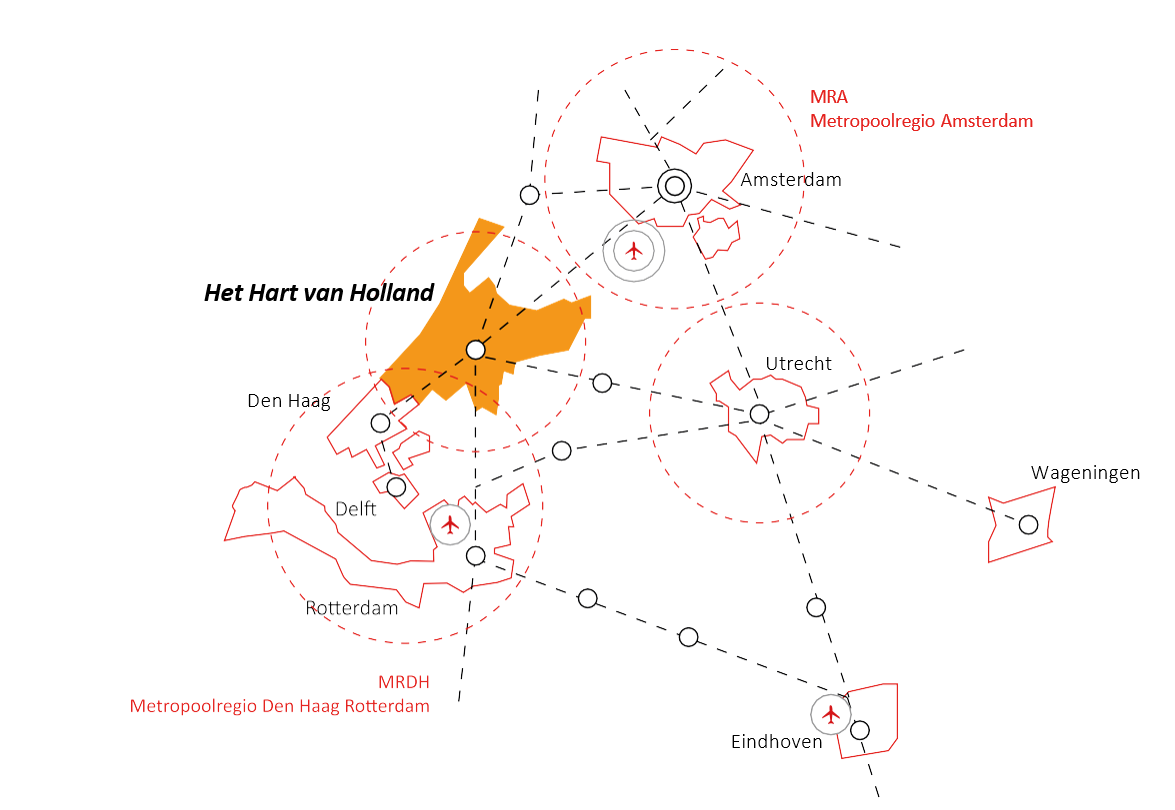 MRA
Metropoolregio Amsterdam
Amsterdam
Het Hart van Holland
Utrecht
Den Haag
Wageningen
Delft
Rotterdam
MRDH
Metropoolregio Den Haag Rotterdam
Eindhoven